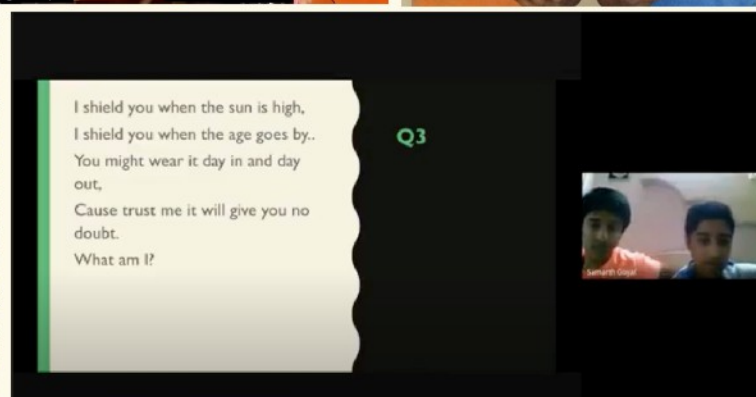 I shield you when the sun is high,
I shield you when the age goes by..
You might wear it day in and day
out,
Cause trust me it will give you no
doubt.
What am I?
Q3
Samarth Goyal